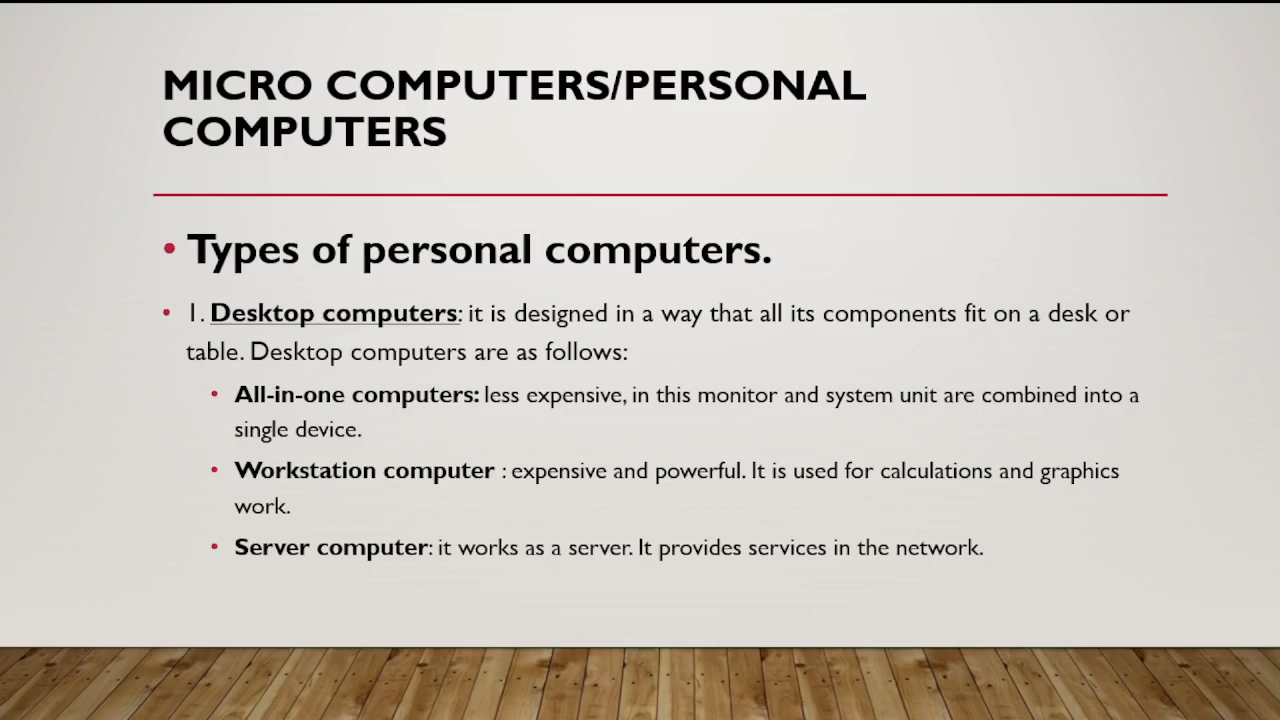 MICRO COMPUTERS/PERSONAL
COMPUTERS
• Types of personal computers.
• 1. Desktop computers: it is designed in a way that all its components fit on a desk or
table. Desktop computers are as follows:
• All-in-one computers: less expensive, in this monitor and system unit are combined into a
single device.
• Workstation computer : expensive and powerful. It is used for calculations and graphics
work.
• Server computer: it works as a server. It provides services in the network.